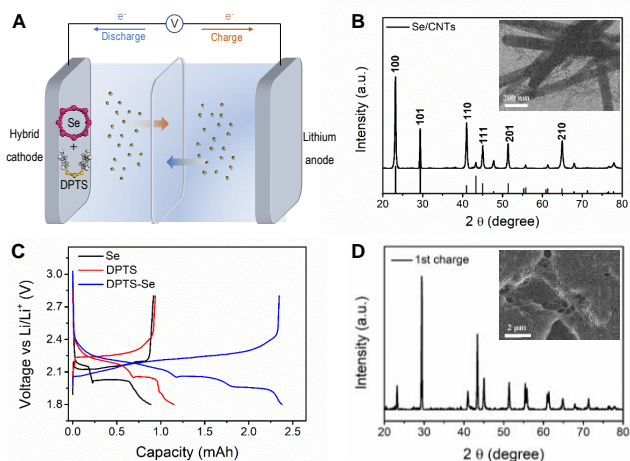 A
e⁻
V
e⁻
Discharge
Charge
Hybrid
cathode
Se
+
DPTS
Lithium
anode
B
Se/CNTs
200 nm
100
101
110
111
201
210
Intensity (a.u.)
20 30 40 50 60 70 80
2 θ (degree)
C
Se
DPTS
DPTS-Se
Voltage vs Li/Li⁺ (V)
3.0
2.7
2.4
2.1
1.8
0.0 0.5 1.0 1.5 2.0 2.5
Capacity (mAh)
D
1st charge
2 μm
Intensity (a.u.)
20 30 40 50 60 70 80
2 θ (degree)